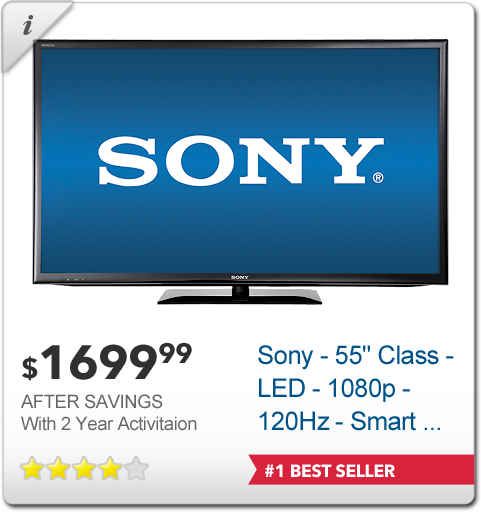 i
SONY®
SONY
$1699.99
AFTER SAVINGS
With 2 Year Activitaion
Sony - 55" Class -
LED - 1080p -
120Hz - Smart ...
#1 BEST SELLER